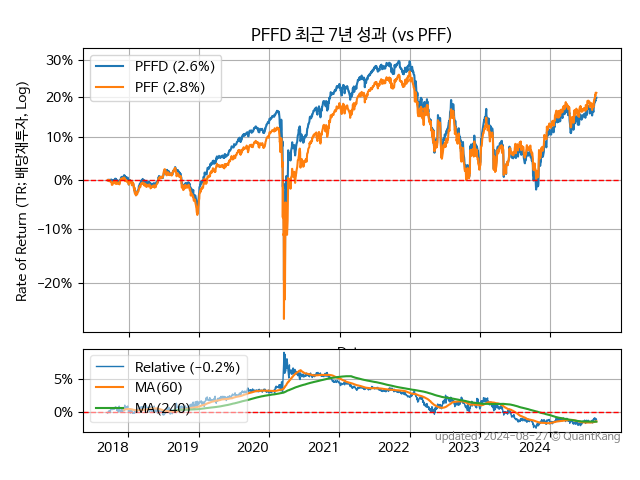 PFFD 최근 7년 성과 (vs PFF)
Rate of Return (TR: 배당재투자, Log)
30%
20%
10%
0%
−10%
−20%
PFFD (2.6%)
PFF (2.8%)
5%
0%
Relative (−0.2%)
MA(60)
MA(240)
2018
2019
2020
2021
2022
2023
2024
updated: 2024-08-27 © QuantKang